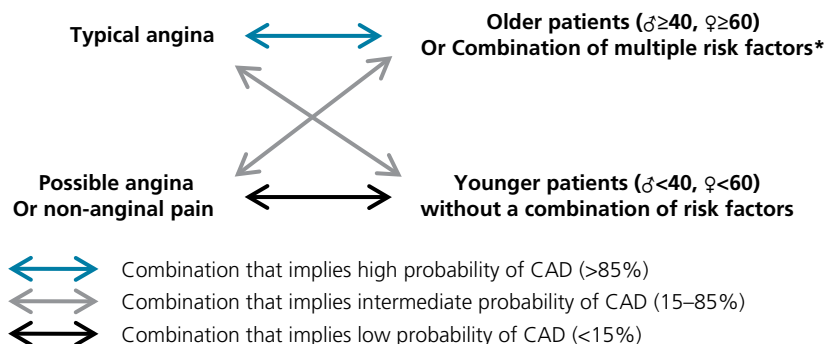 Typical angina
Older patients (♂≥40, ♀≥60)
Or Combination of multiple risk factors*
Possible angina
Or non-anginal pain
Younger patients (♂<40, ♀<60)
without a combination of risk factors
Combination that implies high probability of CAD (>85%)
Combination that implies intermediate probability of CAD (15–85%)
Combination that implies low probability of CAD (<15%)